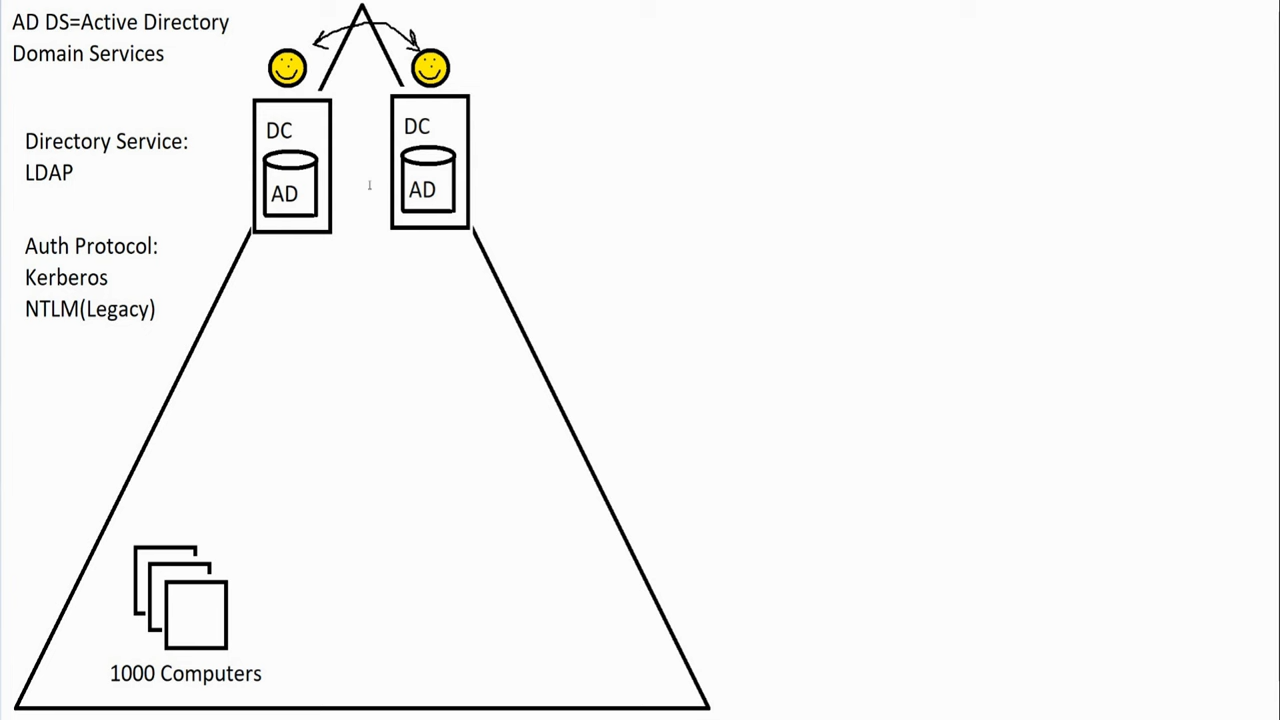 AD DS=Active Directory
Domain Services
Directory Service:
LDAP
Auth Protocol:
Kerberos
NTLM(Legacy)
DC
AD
DC
AD
1000 Computers